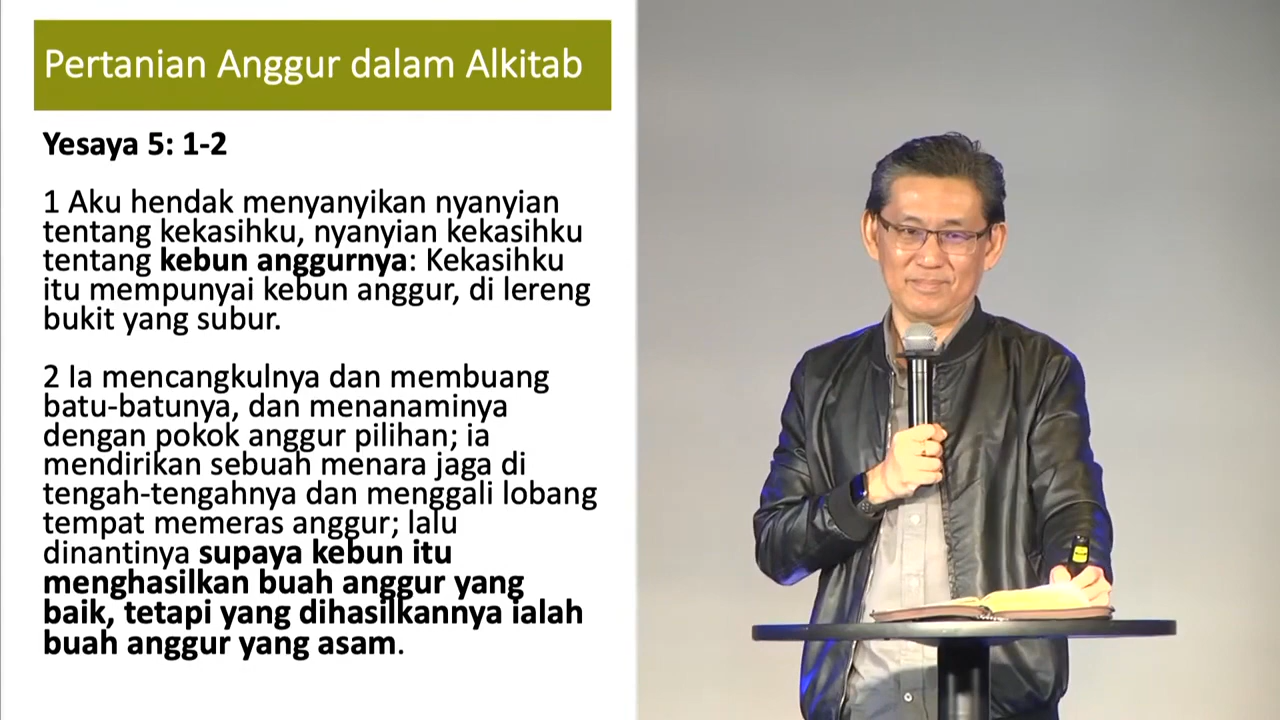 Pertanian Anggur dalam Alkitab
Yesaya 5: 1-2
1 Aku hendak menyanyikan nyanyian
tentang kekasihku, nyanyian kekasihku
tentang kebun anggurnya: Kekasihku
itu mempunyai kebun anggur, di lereng
bukit yang subur.
2 Ia mencangkulnya dan membuang
batu-batunya, dan menanaminya
dengan pokok anggur pilihan; ia
mendirikan sebuah menara jaga di
tengah-tengahnya dan menggali lobang
tempat memeras anggur; lalu
dinantinya supaya kebun itu
menghasilkan buah anggur yang
baik, tetapi yang dihasilkannya ialah
buah anggur yang asam.